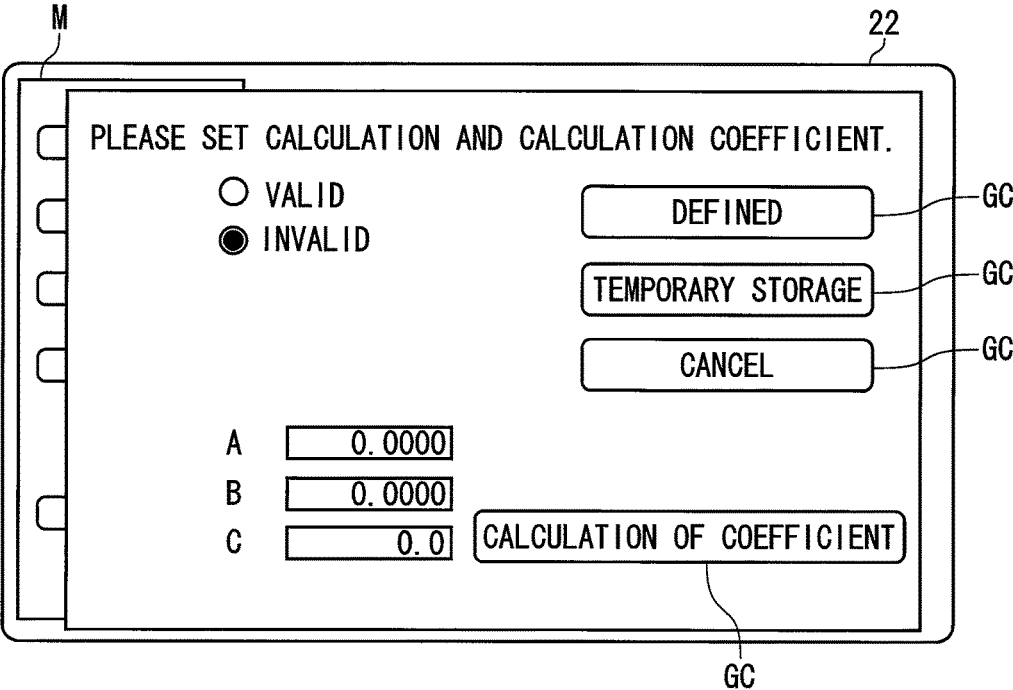 M
22
PLEASE SET CALCULATION AND CALCULATION COEFFICIENT.
VALID
INVALID
DEFINED
GC
TEMPORARY STORAGE
GC
CANCEL
GC
A 0.0000
B 0.0000
C 0.0
CALCULATION OF COEFFICIENT
GC